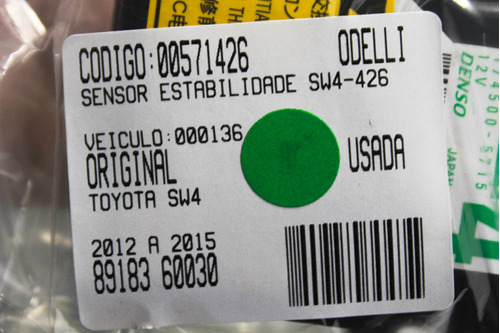 CODIGO:00571426 ODELLI
SENSOR ESTABILIDADE SW4-426
VEICULO:000136
ORIGINAL USADA
TOYOTA SW4
2012 A 2015
89183 60030
DENSO
12V
JAPAN